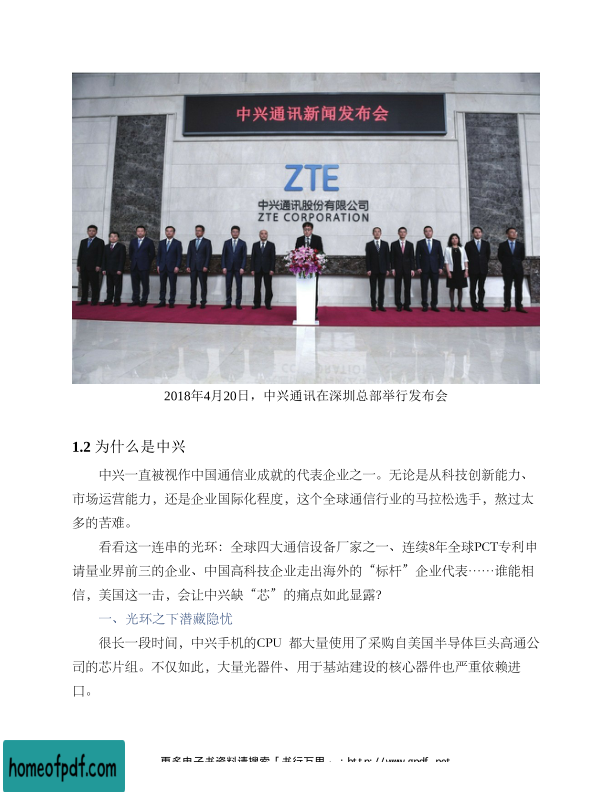 中兴通讯新闻发布会
ZTE
中兴通讯股份有限公司
ZTE CORPORATION
2018年4月20日，中兴通讯在深圳总部举行发布会
1.2 为什么是中兴
中兴一直被视作中国通信业成就的代表企业之一。无论是从科技创新能力、
市场运营能力，还是企业国际化程度，这个全球通信行业的马拉松选手，熬过太
多的苦难。
看看这一连串的光环：全球四大通信设备厂家之一、连续8年全球PCT专利申
请量业界前三的企业、中国高科技企业走出海外的“标杆”企业代表……谁能相
信，美国这一击，会让中兴缺“芯”的痛点如此显露？
一、光环之下潜藏隐忧
很长一段时间，中兴手机的CPU 都大量使用了采购自美国半导体巨头高通公
司的芯片组。不仅如此，大量光器件、用于基站建设的核心器件也严重依赖进
口。
homeofpdf.com